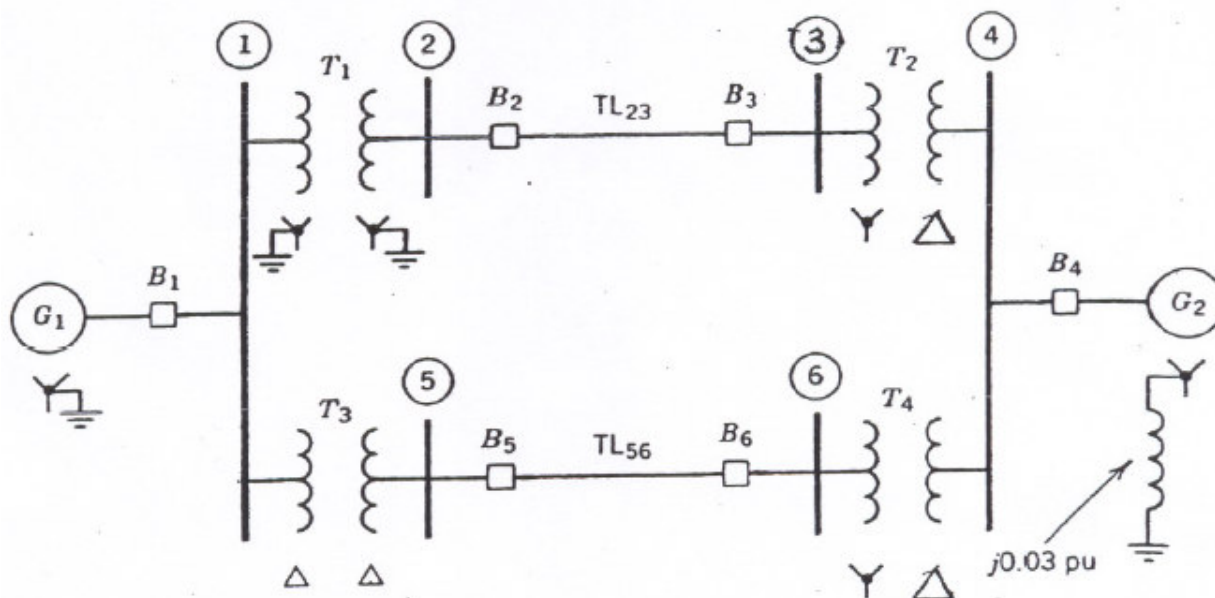 1
2
3
4
T₁
T₂
B₂
TL₂₃
B₃
B₁
B₄
G₁
G₂
5
6
T₃
T₄
B₅
TL₅₆
B₆
j0.03 pu